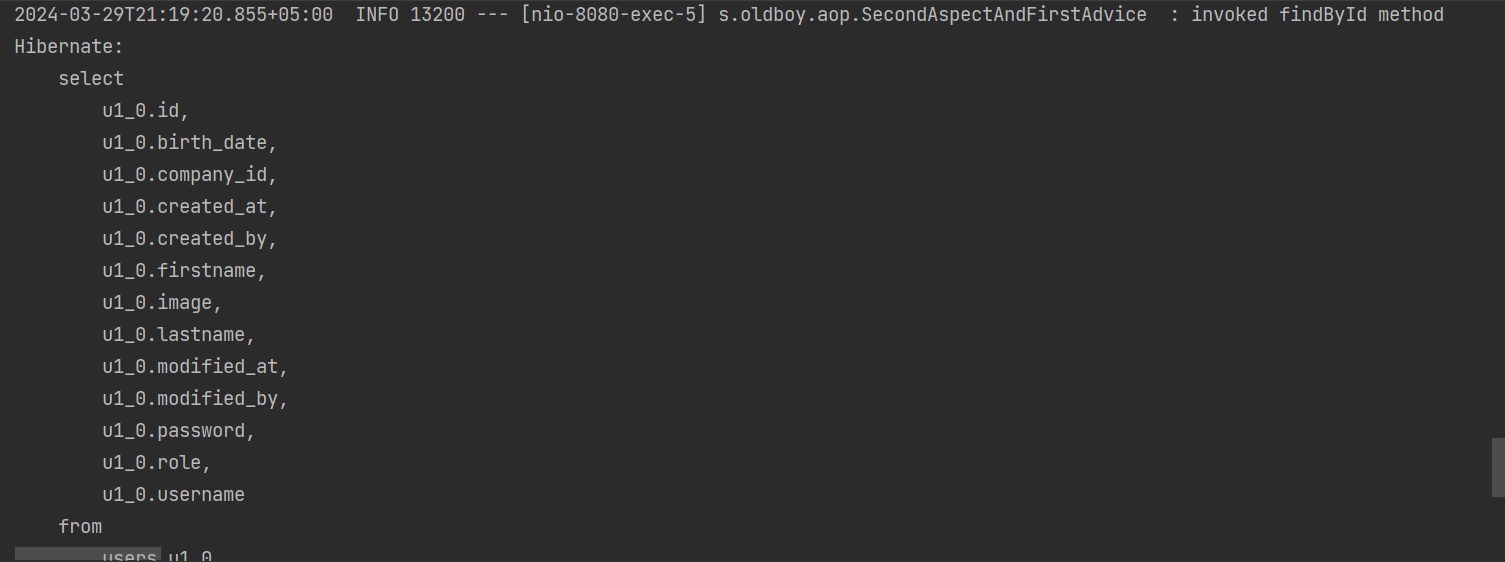 2024-03-29T21:19:20.855+05:00  INFO 13200 --- [nio-8080-exec-5] s.oldboy.aop.SecondAspectAndFirstAdvice  : invoked findById method
Hibernate:
    select
        u1_0.id,
        u1_0.birth_date,
        u1_0.company_id,
        u1_0.created_at,
        u1_0.created_by,
        u1_0.firstname,
        u1_0.image,
        u1_0.lastname,
        u1_0.modified_at,
        u1_0.modified_by,
        u1_0.password,
        u1_0.role,
        u1_0.username
    from
        users u1_0